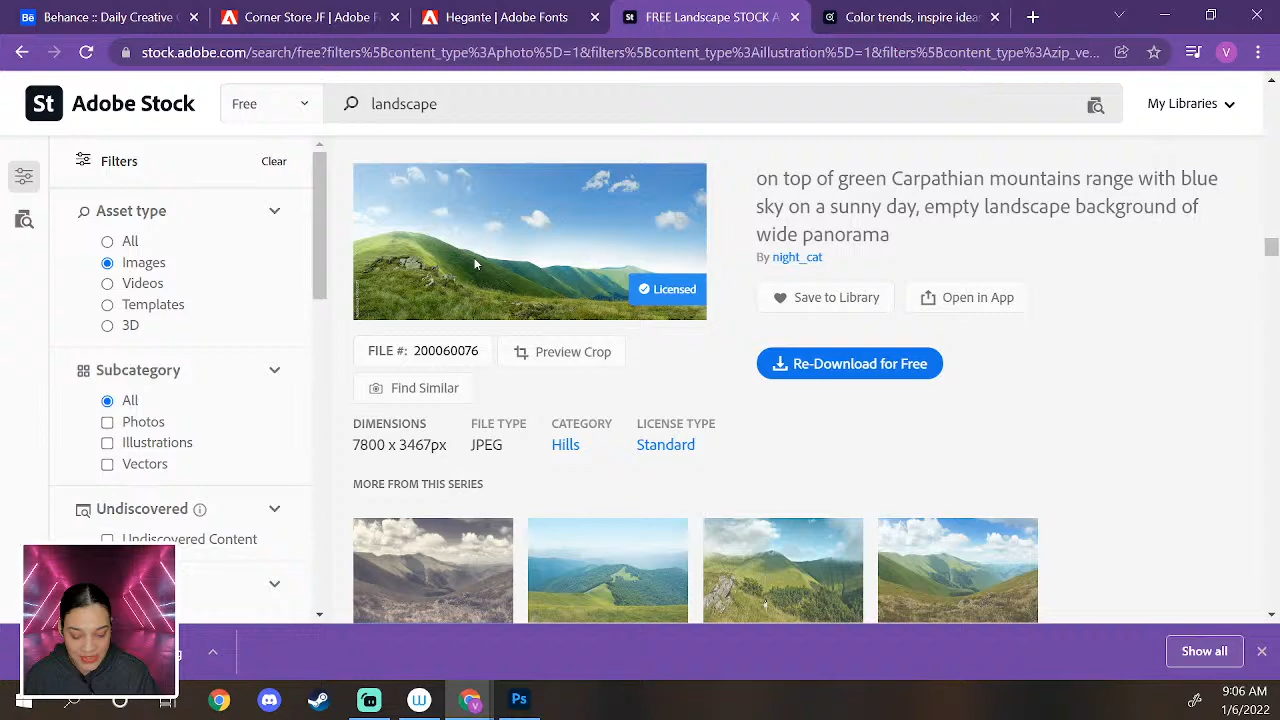 Behance : Daily Creative C
Corner Store JF | Adobe F
Hegante | Adobe Fonts
FREE Landscape STOCK A
Color trends, inspire ideas
stock.adobe.com/search/free?filters%5Bcontent_type%3Aphoto%5D=1&filters%5Bcontent_type%3Aillustration%5D=1&filters%5Bcontent_type%3Azip_ve...
St Adobe Stock
Free
landscape
My Libraries
Filters
Clear
Asset type
All
Images
Videos
Templates
3D
Subcategory
All
Photos
Illustrations
Vectors
Undiscovered
Undiscovered Content
Licensed
FILE #: 200060076
Preview Crop
Find Similar
DIMENSIONS FILE TYPE CATEGORY LICENSE TYPE
7800 x 3467px JPEG Hills Standard
MORE FROM THIS SERIES
on top of green Carpathian mountains range with blue
sky on a sunny day, empty landscape background of
wide panorama
By night_cat
Save to Library
Open in App
Re-Download for Free
Show all
9:06 AM
1/6/2022